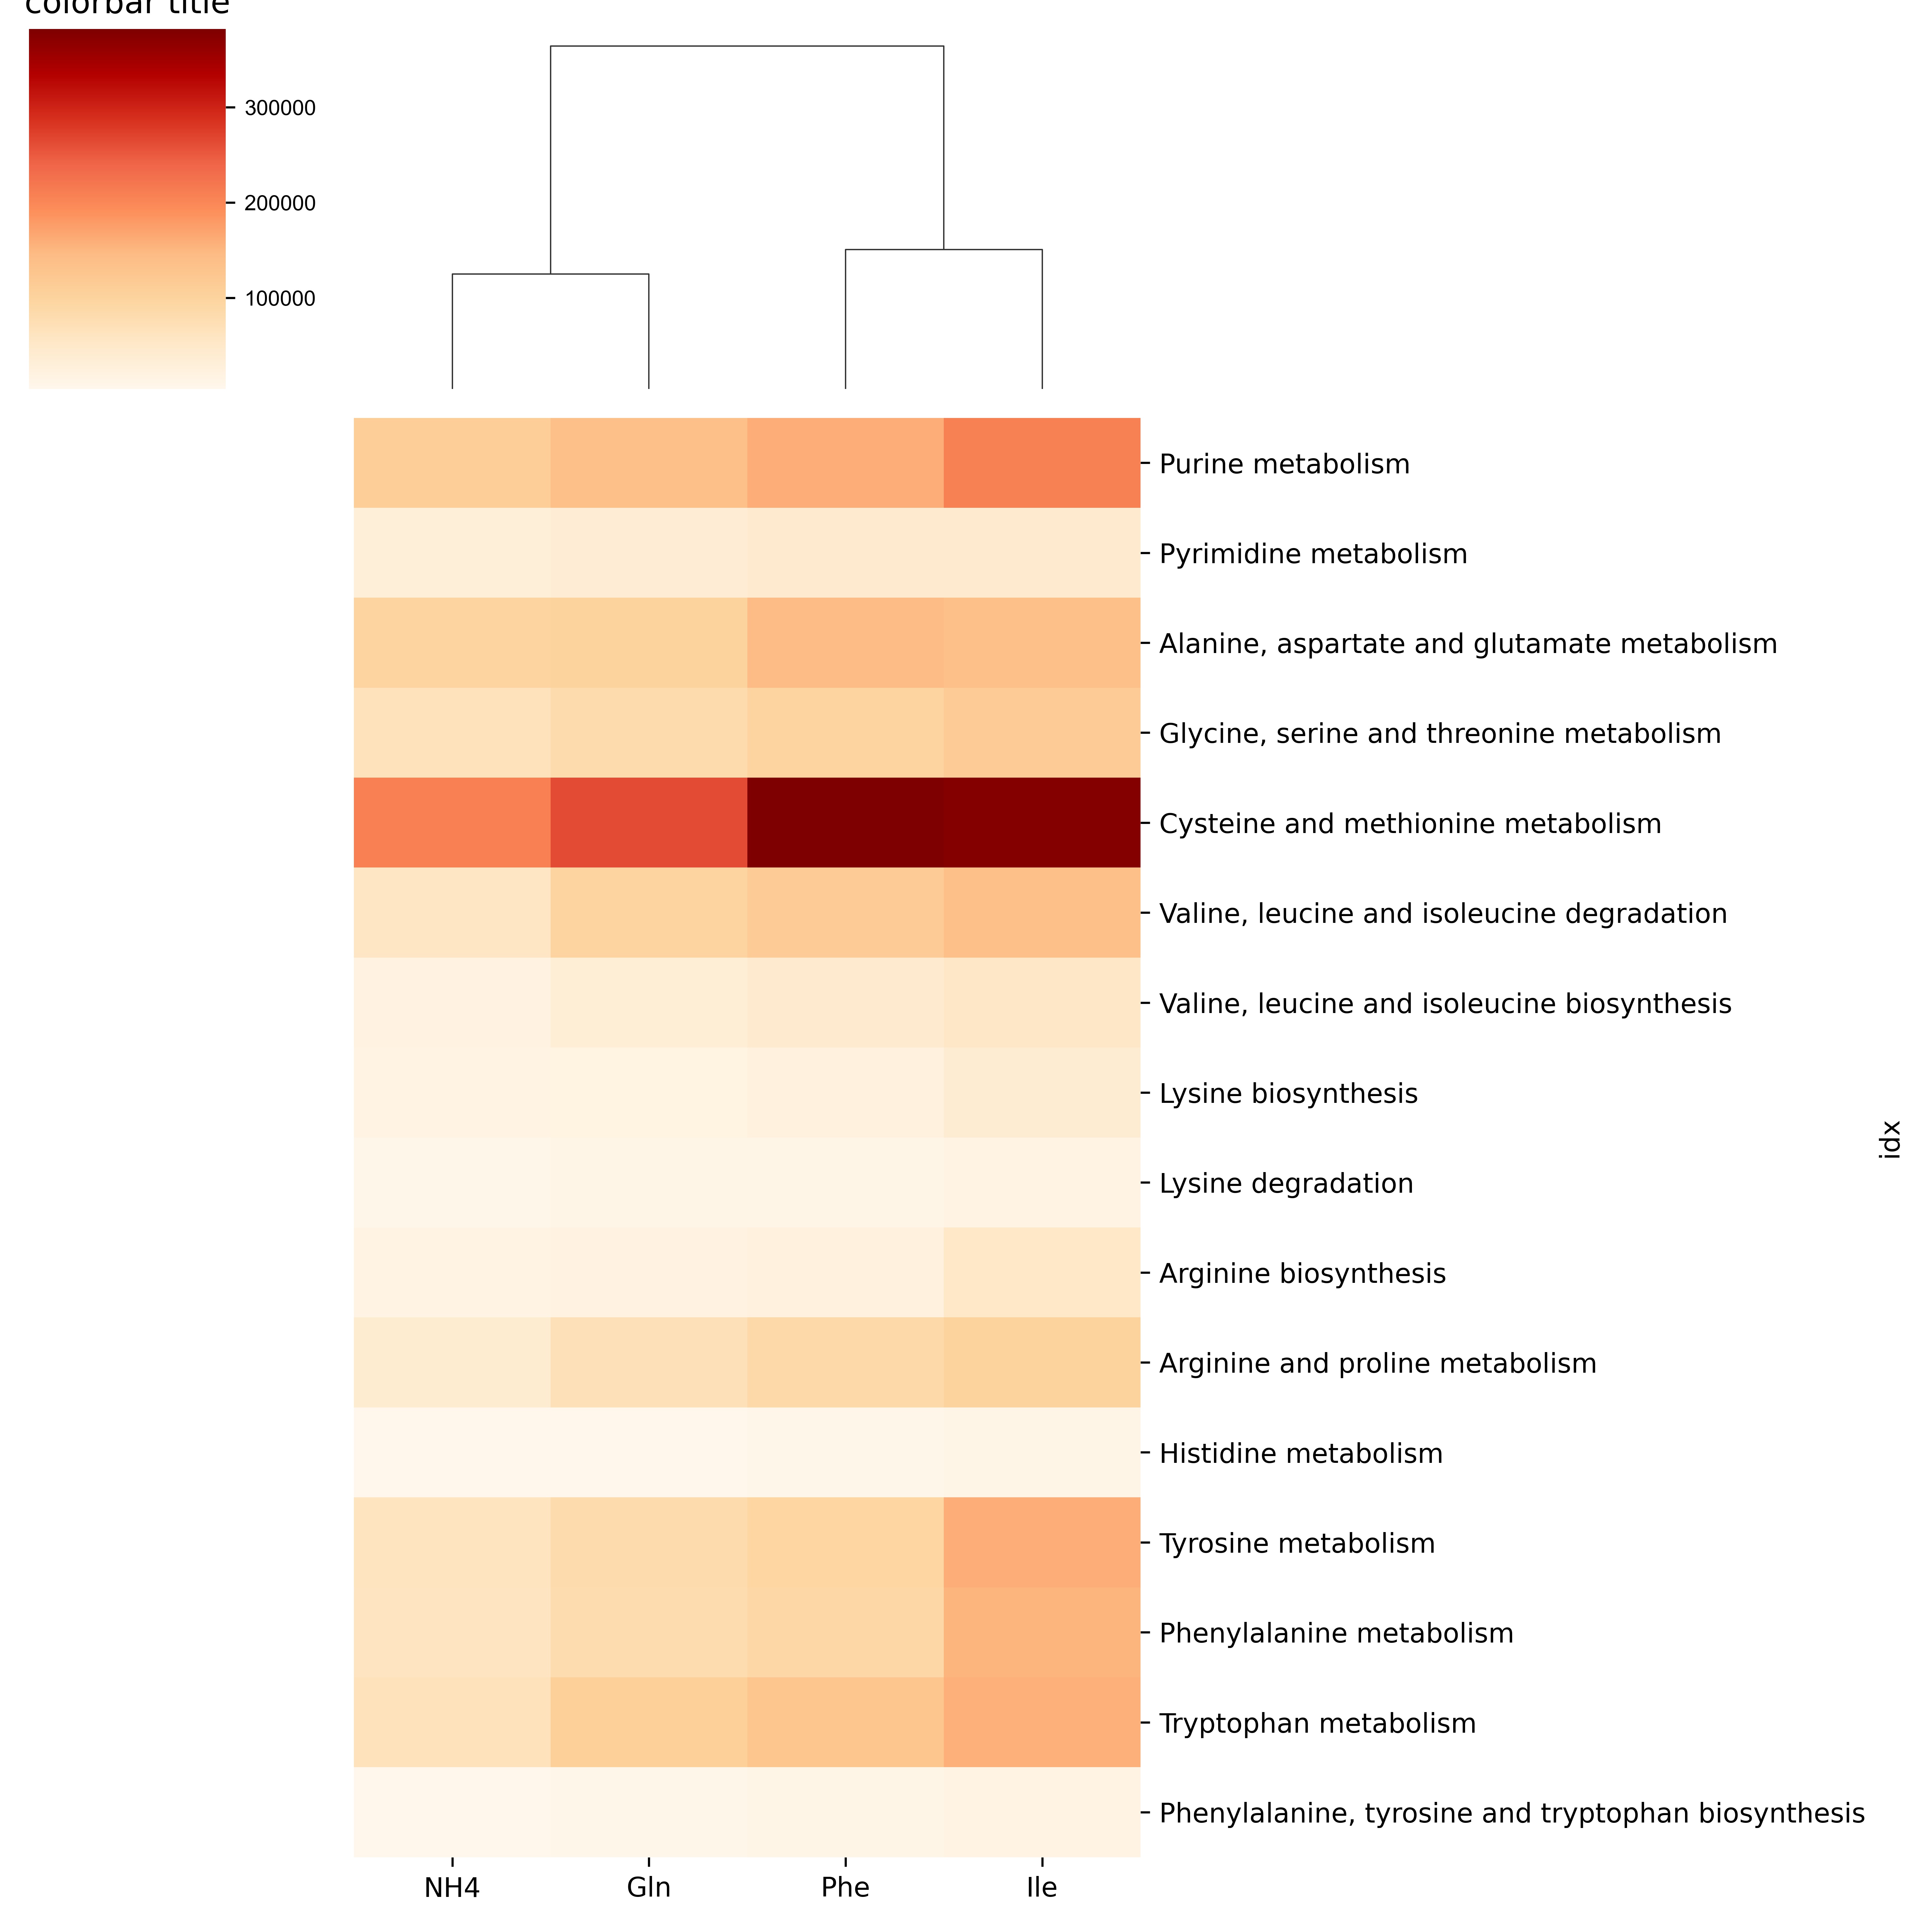 colorbar title
300000
200000
100000
Purine metabolism
Pyrimidine metabolism
Alanine, aspartate and glutamate metabolism
Glycine, serine and threonine metabolism
Cysteine and methionine metabolism
Valine, leucine and isoleucine degradation
Valine, leucine and isoleucine biosynthesis
Lysine biosynthesis
Lysine degradation
Arginine biosynthesis
Arginine and proline metabolism
Histidine metabolism
Tyrosine metabolism
Phenylalanine metabolism
Tryptophan metabolism
Phenylalanine, tyrosine and tryptophan biosynthesis
idx
NH4
Gln
Phe
Ile